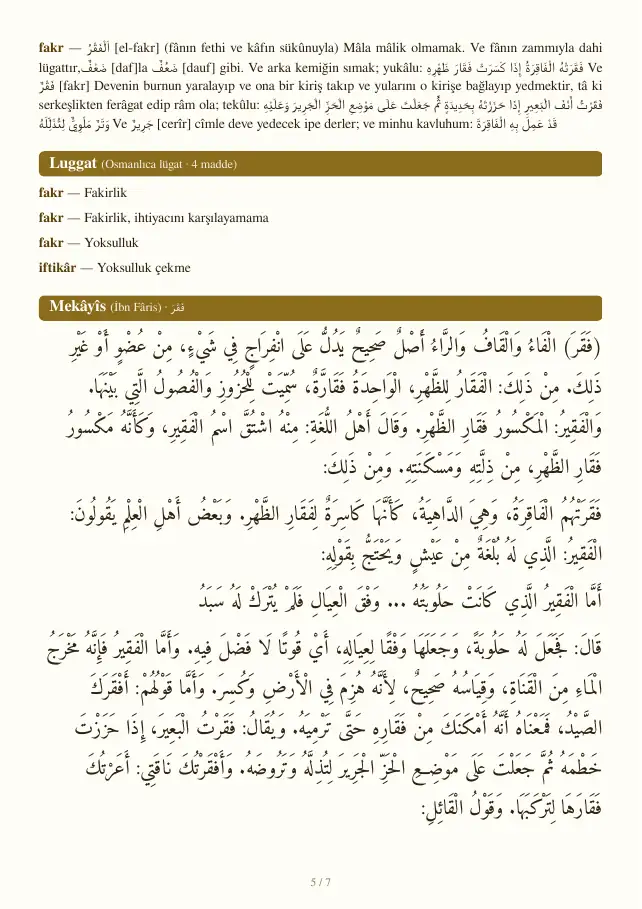 fakr — اَلْفَقْرُ [el-fakr] (fânın fethi ve kâfın sükûnuyla) Mâla mâlik olmamak. Ve fânın zammıyla dahi
lügattır, ضَعْفٌ [daf]la ضُعْفٌ [dauf] gibi. Ve arka kemiğin sımak; yukâlu: فَقَرَتْهُ الْفَاقِرَةُ إِذَا كَسَرَتْ فَقَارَ ظَهْرِهِ Ve
فَقْرٌ [fakr] Devenin burnun yaralayıp ve ona bir kiriş takıp ve yularını o kirişe bağlayıp yedmektir, tâ ki
serkeşlikten ferâgat edip râm ola; tekûlu: فَقَرْتُ أَنْفَ الْبَعِيرِ إِذَا حَزَزْتَهُ بِحَدِيدَةٍ ثُمَّ جَعَلْتَ عَلَى مَوْضِعِ الْحَزِّ الْجَرِيرَ وَعَلَيْهِ
وَتَرٌ مَلْوِيٌّ لِتُذَلِّلَهُ Ve جَرِيرٌ [cerîr] cîmle deve yedecek ipe derler; ve minhu kavluhum: قَدْ عَمِلَ بِهِ الْفَاقِرَةَ
Luggat (Osmanlıca lügat · 4 madde)
fakr — Fakirlik
fakr — Fakirlik, ihtiyacını karşılayamama
fakr — Yoksulluk
iftikâr — Yoksulluk çekme
Mekâyîs (İbn Fâris) · فَقَرَ
(فَقَرَ) الْفَاءُ وَالْقَافُ وَالرَّاءُ أَصْلٌ صَحِيحٌ يَدُلُّ عَلَى انْفِرَاجٍ فِي شَيْءٍ، مِنْ عُضْوٍ أَوْ غَيْرِ
ذَلِكَ. مِنْ ذَلِكَ: الْفَقَارُ لِلظَّهْرِ، الْوَاحِدَةُ فَقَارَّةٌ، سُمِّيَتْ لِلْحُزُوزِ وَالْفُصُولِ الَّتِي بَيْنَهَا.
وَالْفَقِيرُ: الْمَكْسُورُ فَقَارِ الظَّهْرِ. وَقَالَ أَهْلُ اللُّغَةِ: مِنْهُ اشْتُقَّ اسْمُ الْفَقِيرِ، وَكَأَنَّهُ مَكْسُورُ
فَقَارِ الظَّهْرِ، مِنْ ذِلَّتِهِ وَمَسْكَنَتِهِ. وَمِنْ ذَلِكَ:
فَقَرَتْهُمُ الْفَاقِرَةُ، وَهِيَ الدَّاهِيَةُ، كَأَنَّهَا كَاسِرَةٌ لِفَقَارِ الظَّهْرِ. وَبَعْضُ أَهْلِ الْعِلْمِ يَقُولُونَ:
الْفَقِيرُ: الَّذِي لَهُ بُلْغَةٌ مِنْ عَيْشٍ وَيَحْتَجُّ بِقَوْلِهِ:
أَمَّا الْفَقِيرُ الَّذِي كَانَتْ حَلُوبَتُهُ ... وَفْقَ الْعِيَالِ فَلَمْ يُتْرَكْ لَهُ سَبَدُ
قَالَ: فَجَعَلَ لَهُ حَلُوبَةً، وَجَعَلَهَا وَفْقًا لِعِيَالِهِ، أَيْ قُوتًا لَا فَضْلَ فِيهِ. وَأَمَّا الْفَقِيرُ فَإِنَّهُ مَخْرَجُ
الْمَاءِ مِنَ الْقَنَاةِ، وَقِيَاسُهُ صَحِيحٌ، لِأَنَّهُ هُزِمَ فِي الْأَرْضِ وَكُسِرَ. وَأَمَّا قَوْلُهُمْ: أَفْقَرَكَ
الصَّيْدُ، فَمَعْنَاهُ أَنَّهُ أَمْكَنَكَ مِنْ فَقَارِهِ حَتَّى تَرْمِيَهُ. وَيُقَالُ: فَقَرْتُ الْبَعِيرَ، إِذَا حَزَزْتَ
خَطْمَهُ ثُمَّ جَعَلْتَ عَلَى مَوْضِعِ الْحَزِّ الْجَرِيرَ لِتُذِلَّهُ وَتَرُوضَهُ. وَأَفْقَرْتُكَ نَاقَتِي: أَعَرْتُكَ
فَقَارَهَا لِتَرْكَبَهَا. وَقَوْلُ الْقَائِلِ:
5 / 7